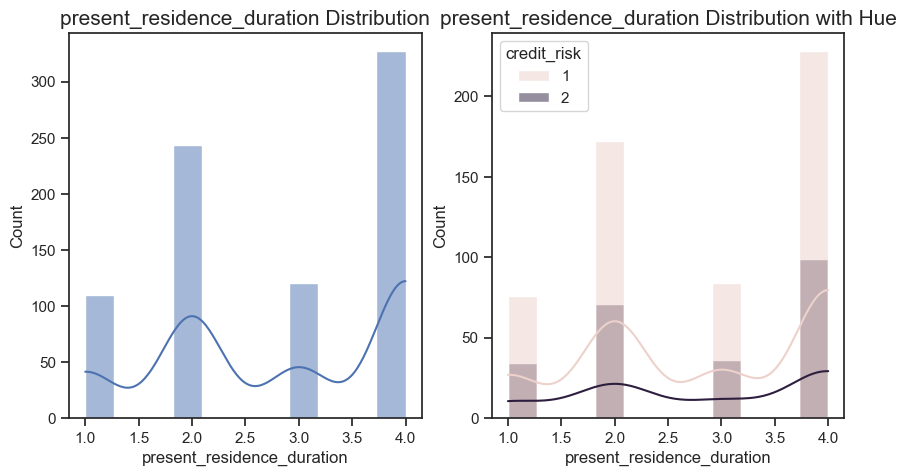 present_residence_duration Distribution
300
250
200
150
100
50
0
Count
1.0 1.5 2.0 2.5 3.0 3.5 4.0
present_residence_duration
present_residence_duration Distribution with Hue
credit_risk
1
2
200
150
100
50
0
Count
1.0 1.5 2.0 2.5 3.0 3.5 4.0
present_residence_duration